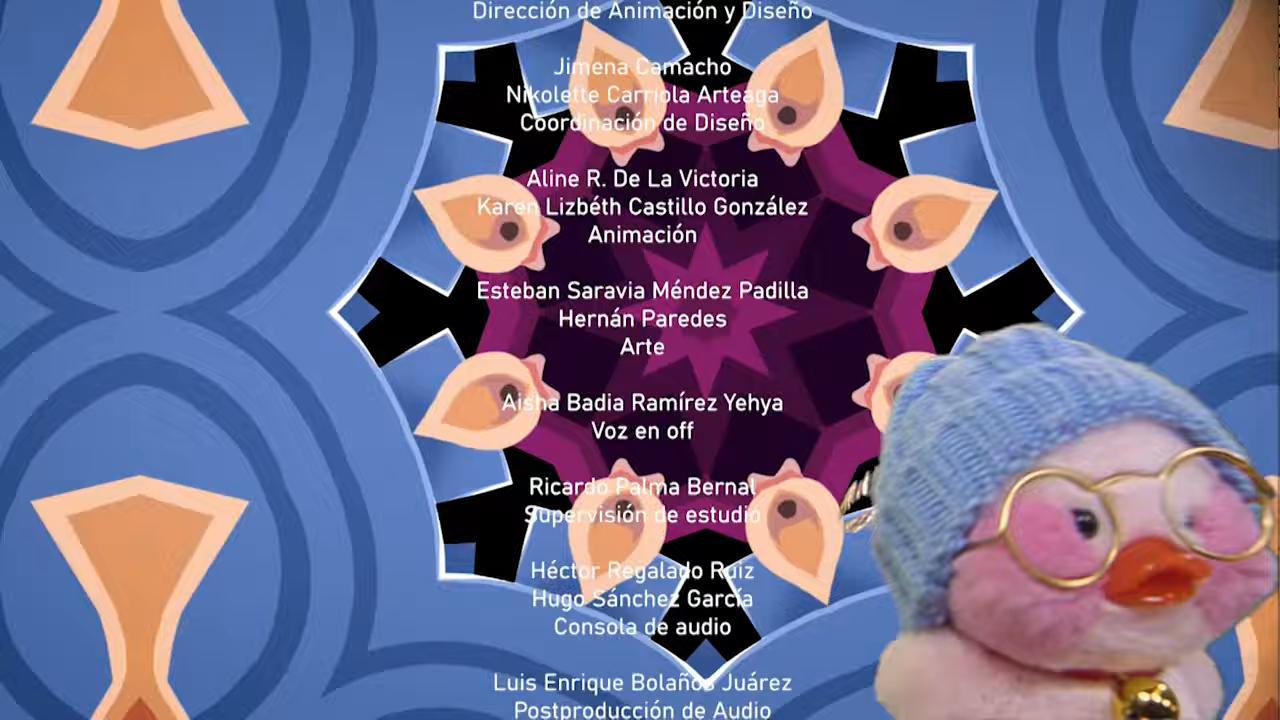 Dirección de Animación y Diseño
Jimena Camacho
Nikolette Carriola Arteaga
Coordinación de Diseño
Aline R. De La Victoria
Karen Lizbéth Castillo González
Animación
Esteban Saravia Méndez Padilla
Hernán Paredes
Arte
Aisha Badia Ramírez Yehya
Voz en off
Ricardo Palma Bernal
Supervisión de estudio
Héctor Regalado Ruiz
Hugo Sánchez García
Consola de audio
Luis Enrique Bolaños Juárez
Postproducción de Audio